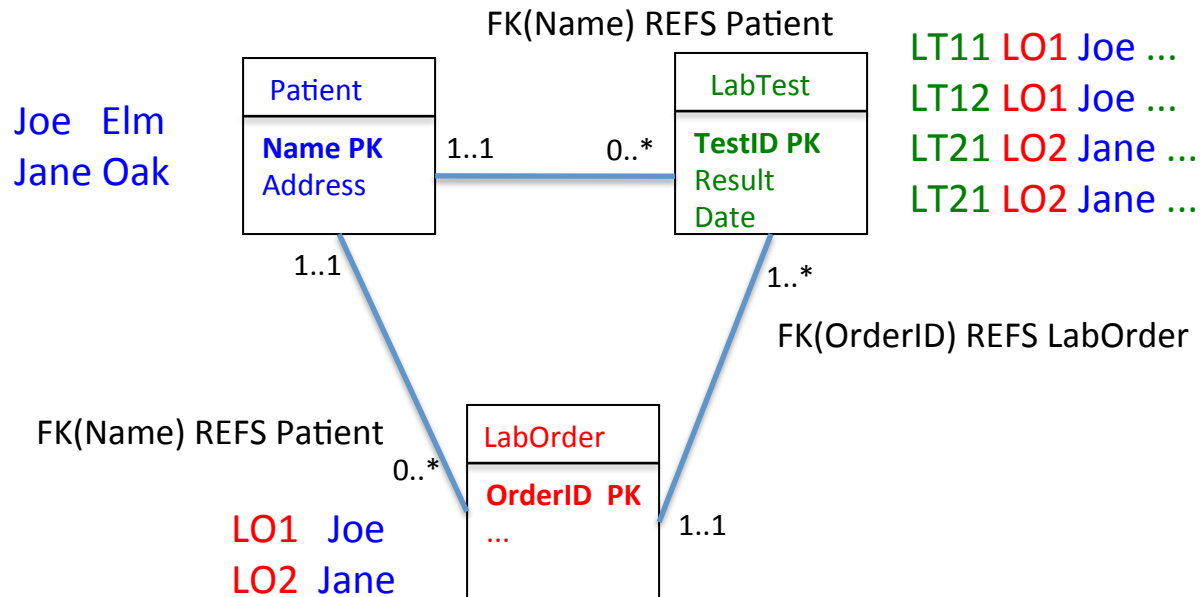 FK(Name) REFS Patient
Patient
Name PK
Address
Joe Elm
Jane Oak
1..1
0..*
LabTest
TestID PK
Result
Date
LT11 LO1 Joe ...
LT12 LO1 Joe ...
LT21 LO2 Jane ...
LT21 LO2 Jane ...
1..1
1..*
FK(OrderID) REFS LabOrder
FK(Name) REFS Patient
0..*
LabOrder
OrderID PK
...
1..1
LO1 Joe
LO2 Jane